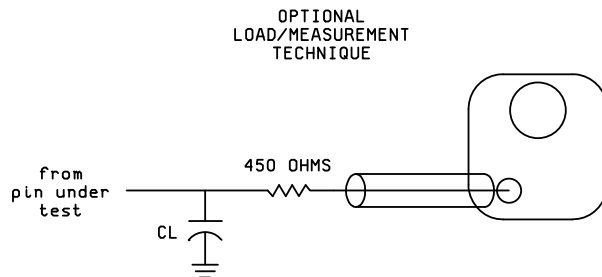 OPTIONAL
LOAD/MEASUREMENT
TECHNIQUE
450 OHMS
from
pin under
test
CL